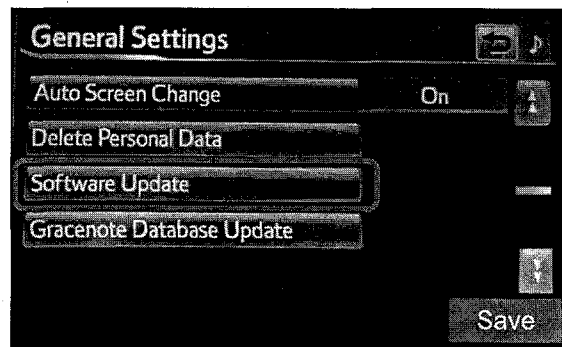 General Settings
Auto Screen Change On
Delete Personal Data
Software Update
Gracenote Database Update
Save